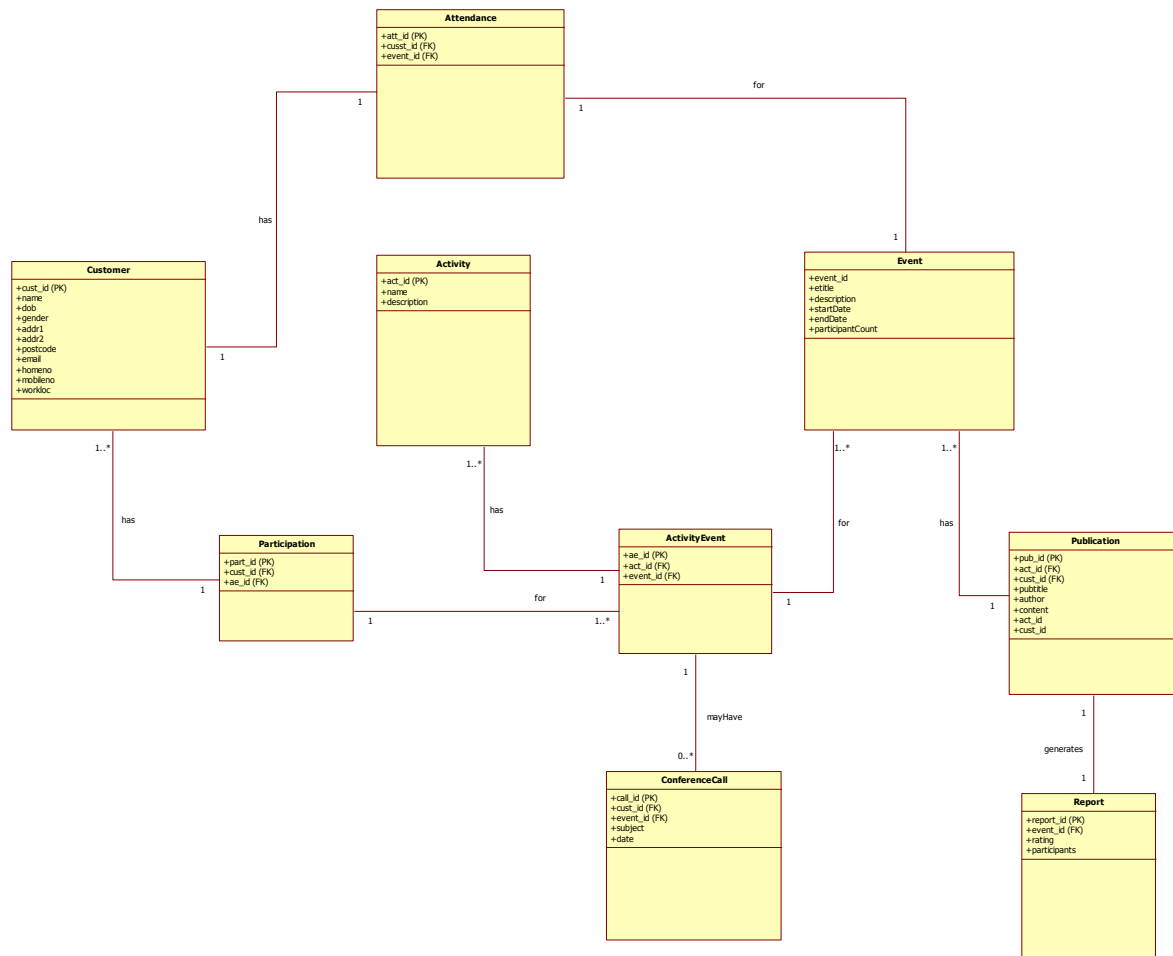 Attendance
+att_id (PK)
+cusst_id (FK)
+event_id (FK)
1
for
1
has
1
1
Customer
+cust_id (PK)
+name
+dob
+gender
+addr1
+addr2
+postcode
+email
+homeno
+mobileno
+workloc
Activity
+act_id (PK)
+name
+description
Event
+event_id
+etitle
+description
+startDate
+endDate
+participantCount
1..*
has
1
1..*
has
1
1..*
for
1
1..*
has
1
Participation
+part_id (PK)
+cust_id (FK)
+ae_id (FK)
1
for
1..*
ActivityEvent
+ae_id (PK)
+act_id (FK)
+event_id (FK)
Publication
+pub_id (PK)
+act_id (FK)
+cust_id (FK)
+pubtitle
+author
+content
+act_id
+cust_id
1
mayHave
0..*
1
generates
1
ConferenceCall
+call_id (PK)
+cust_id (FK)
+event_id (FK)
+subject
+date
Report
+report_id (PK)
+event_id (FK)
+rating
+participants